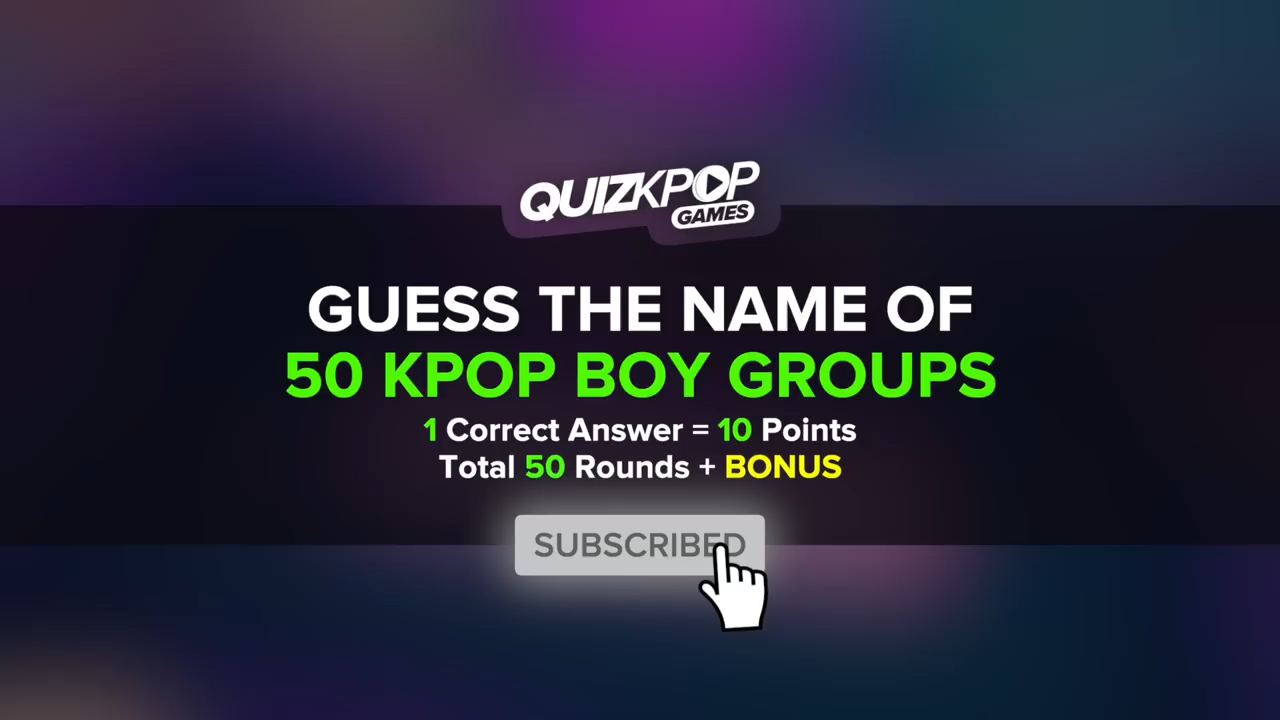 QUIZKPOP
GAMES
GUESS THE NAME OF
50 KPOP BOY GROUPS
1 Correct Answer = 10 Points
Total 50 Rounds + BONUS
SUBSCRIBED